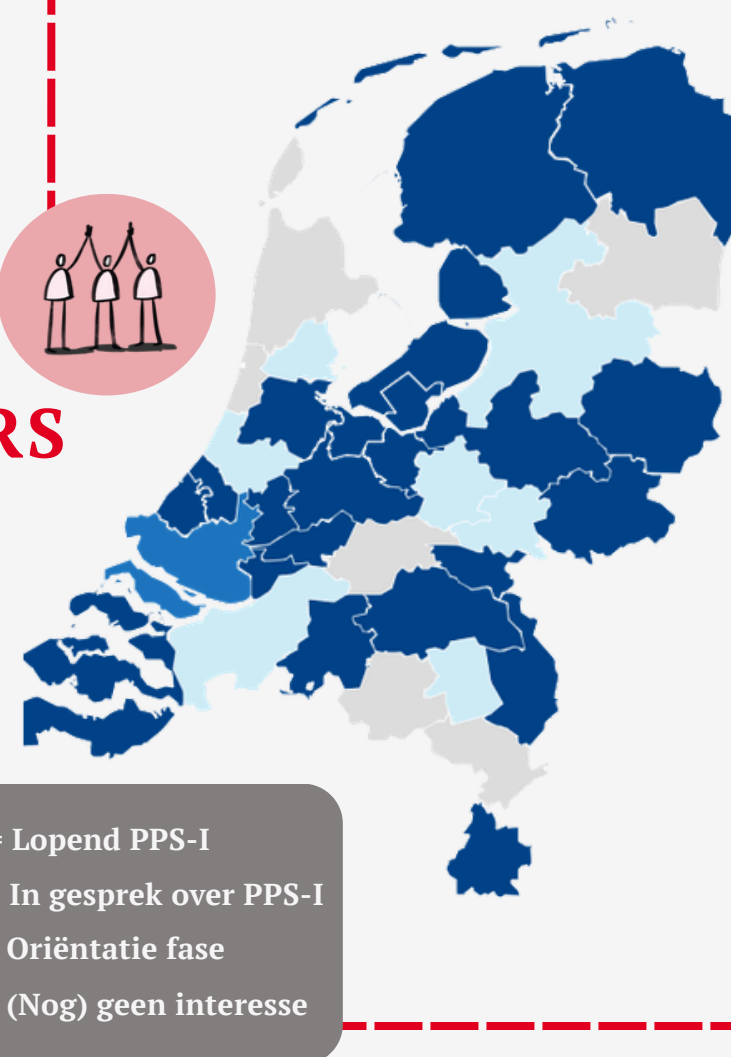 RS
= Lopend PPS-I
In gesprek over PPS-I
Oriëntatie fase
(Nog) geen interesse